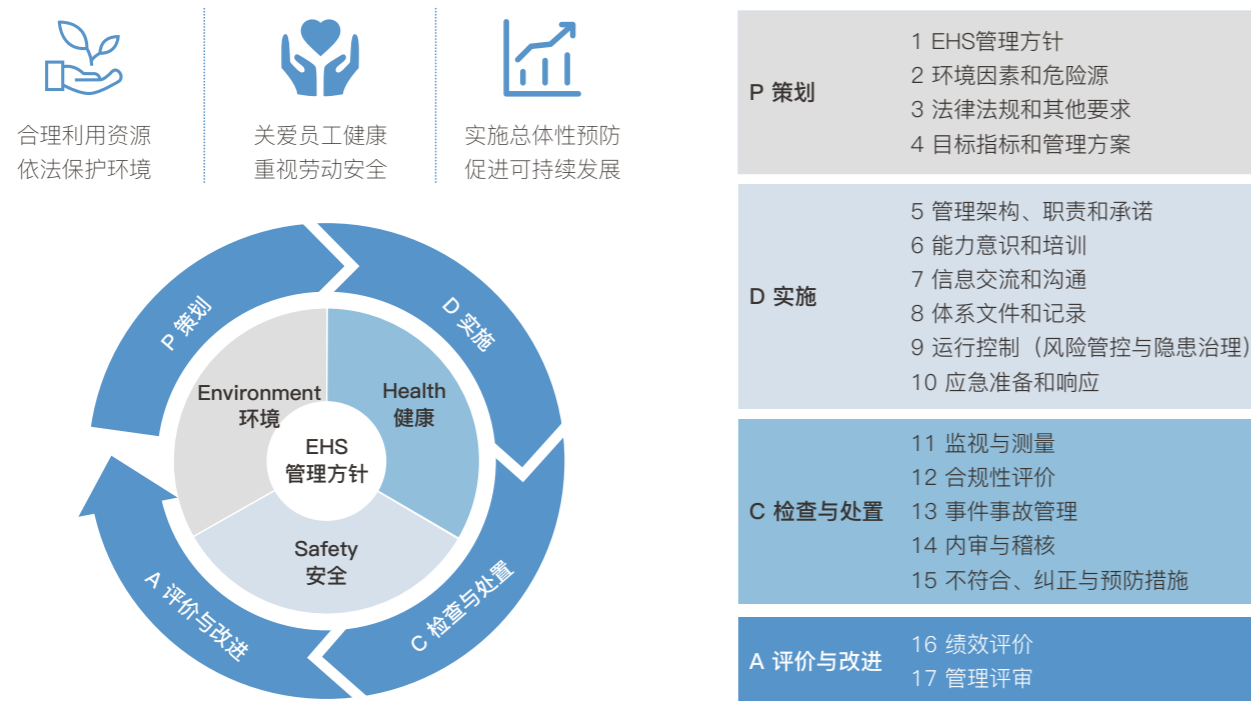 合理利用资源
依法保护环境
关爱员工健康
重视劳动安全
实施总体性预防
促进可持续发展
P 策划
D 实施
C 检查与处置
A 评价与改进
Environment
环境
Health
健康
Safety
安全
EHS
管理方针
P 策划
1 EHS管理方针
2 环境因素和危险源
3 法律法规和其他要求
4 目标指标和管理方案
D 实施
5 管理架构、职责和承诺
6 能力意识和培训
7 信息交流和沟通
8 体系文件和记录
9 运行控制（风险管控与隐患治理）
10 应急准备和响应
C 检查与处置
11 监视与测量
12 合规性评价
13 事件事故管理
14 内审与稽核
15 不符合、纠正与预防措施
A 评价与改进
16 绩效评价
17 管理评审